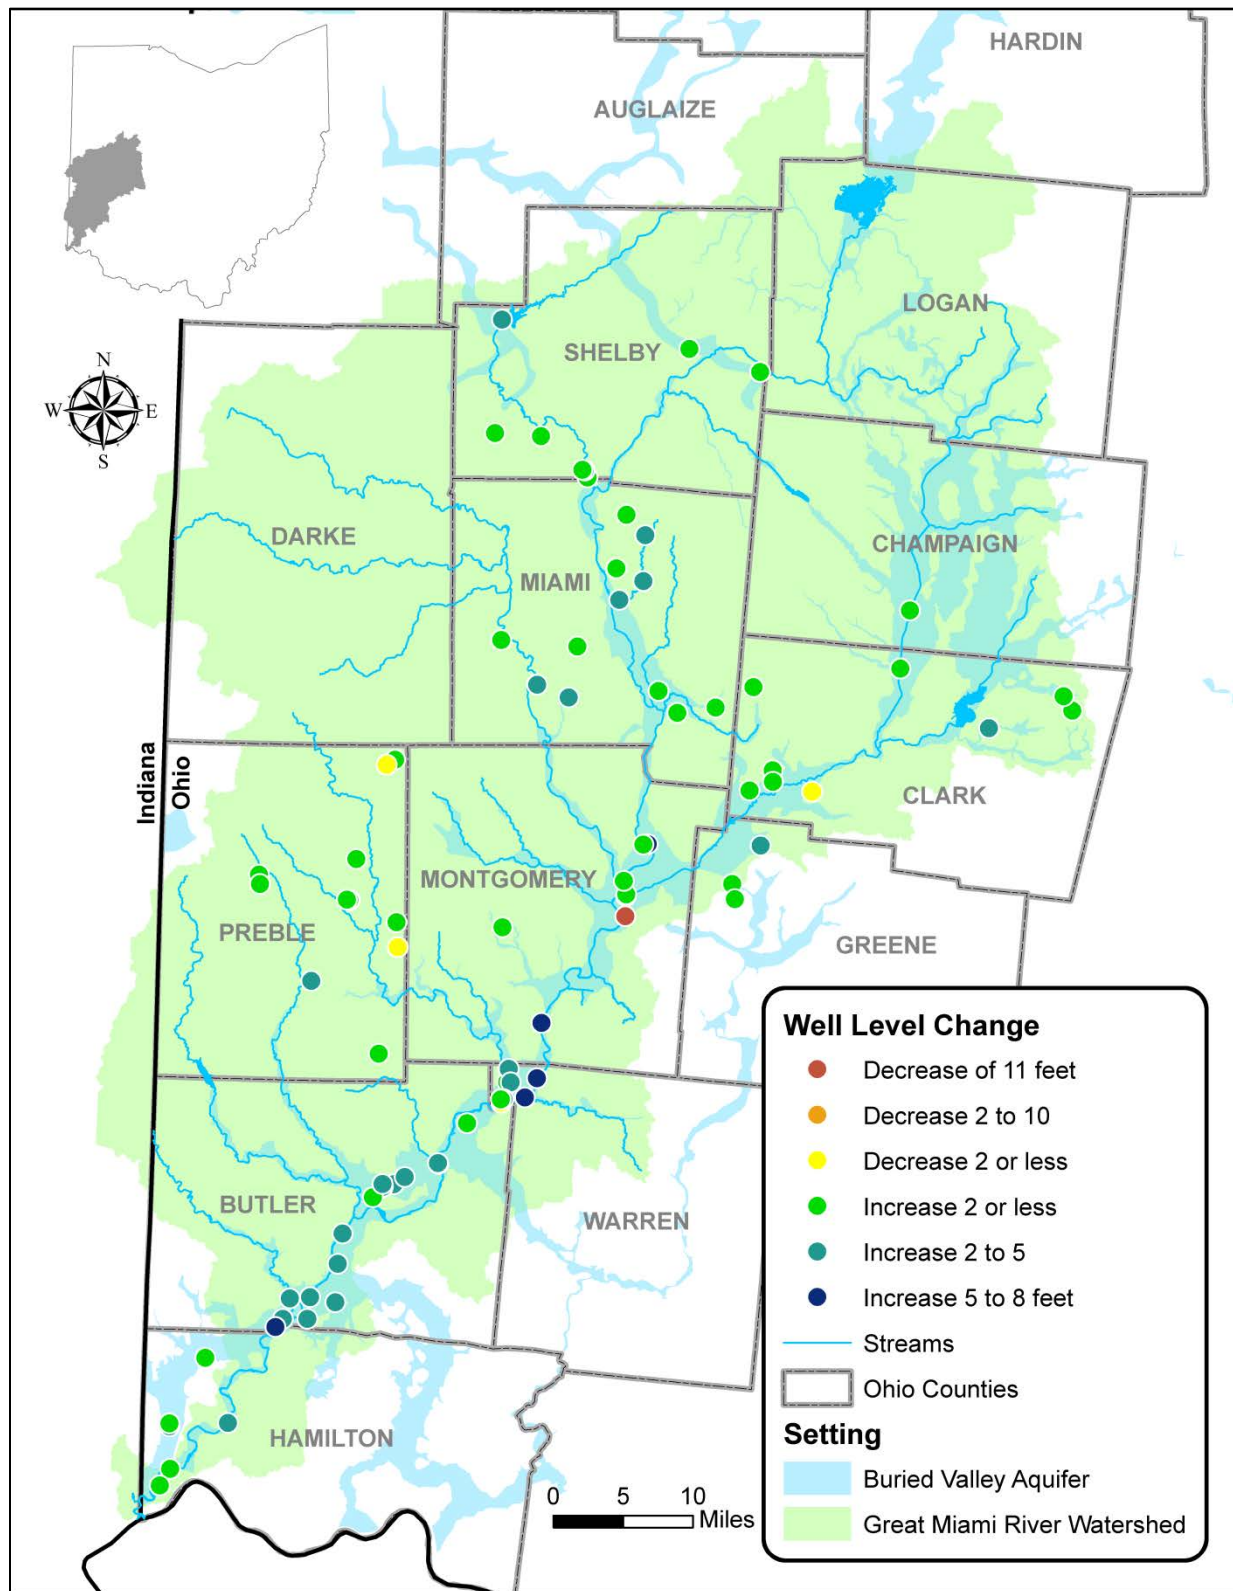 HARDIN
AUGLAIZE
LOGAN
SHELBY
N
W E
S
DARKE
CHAMPAIGN
MIAMI
Indiana
Ohio
CLARK
MONTGOMERY
PREBLE
GREENE
BUTLER
WARREN
HAMILTON
0 5 10
Miles
Well Level Change
Decrease of 11 feet
Decrease 2 to 10
Decrease 2 or less
Increase 2 or less
Increase 2 to 5
Increase 5 to 8 feet
Streams
Ohio Counties
Setting
Buried Valley Aquifer
Great Miami River Watershed